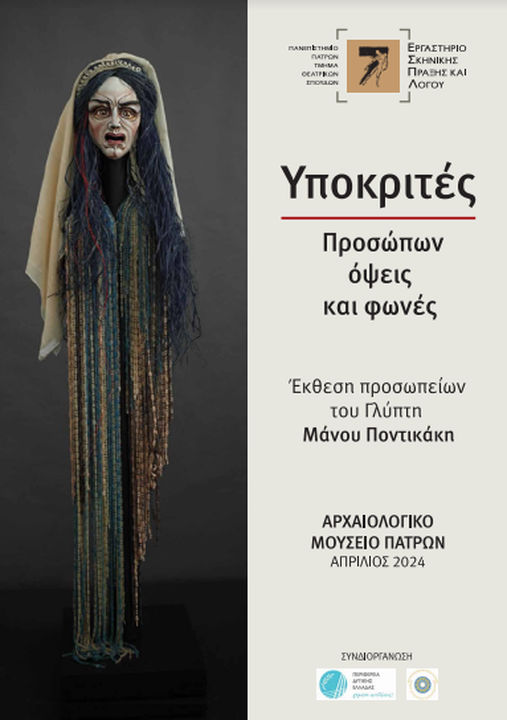 ΠΑΝΕΠΙΣΤΗΜΙΟ
ΠΑΤΡΩΝ
ΤΜΗΜΑ
ΘΕΑΤΡΙΚΩΝ
ΣΠΟΥΔΩΝ
ΕΡΓΑΣΤΗΡΙΟ
ΣΚΗΝΙΚΗΣ
ΠΡΑΞΗΣ ΚΑΙ
ΛΟΓΟΥ
Υποκριτές
Προσώπων
όψεις
και φωνές
Έκθεση προσωπείων
του Γλύπτη
Μάνου Ποντικάκη
ΑΡΧΑΙΟΛΟΓΙΚΟ
ΜΟΥΣΕΙΟ ΠΑΤΡΩΝ
ΑΠΡΙΛΙΟΣ 2024
ΣΥΝΔΙΟΡΓΑΝΩΣΗ
ΠΕΡΙΦΕΡΕΙΑ
ΔΥΤΙΚΗΣ
ΕΛΛΑΔΑΣ